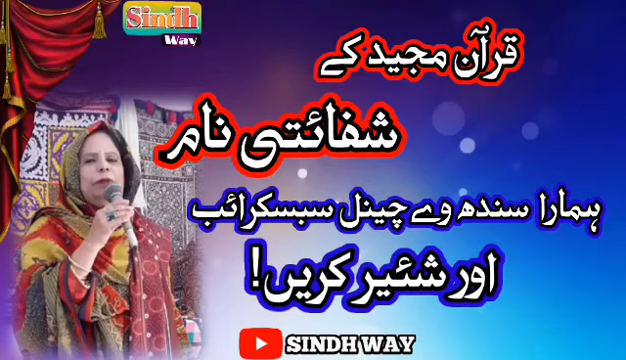 Sindh
Way
قرآن مجید کے
شفائتی نام
ہمارا سندھ وے چینل سبسکرائب
اور شئیر کریں!
SINDH WAY